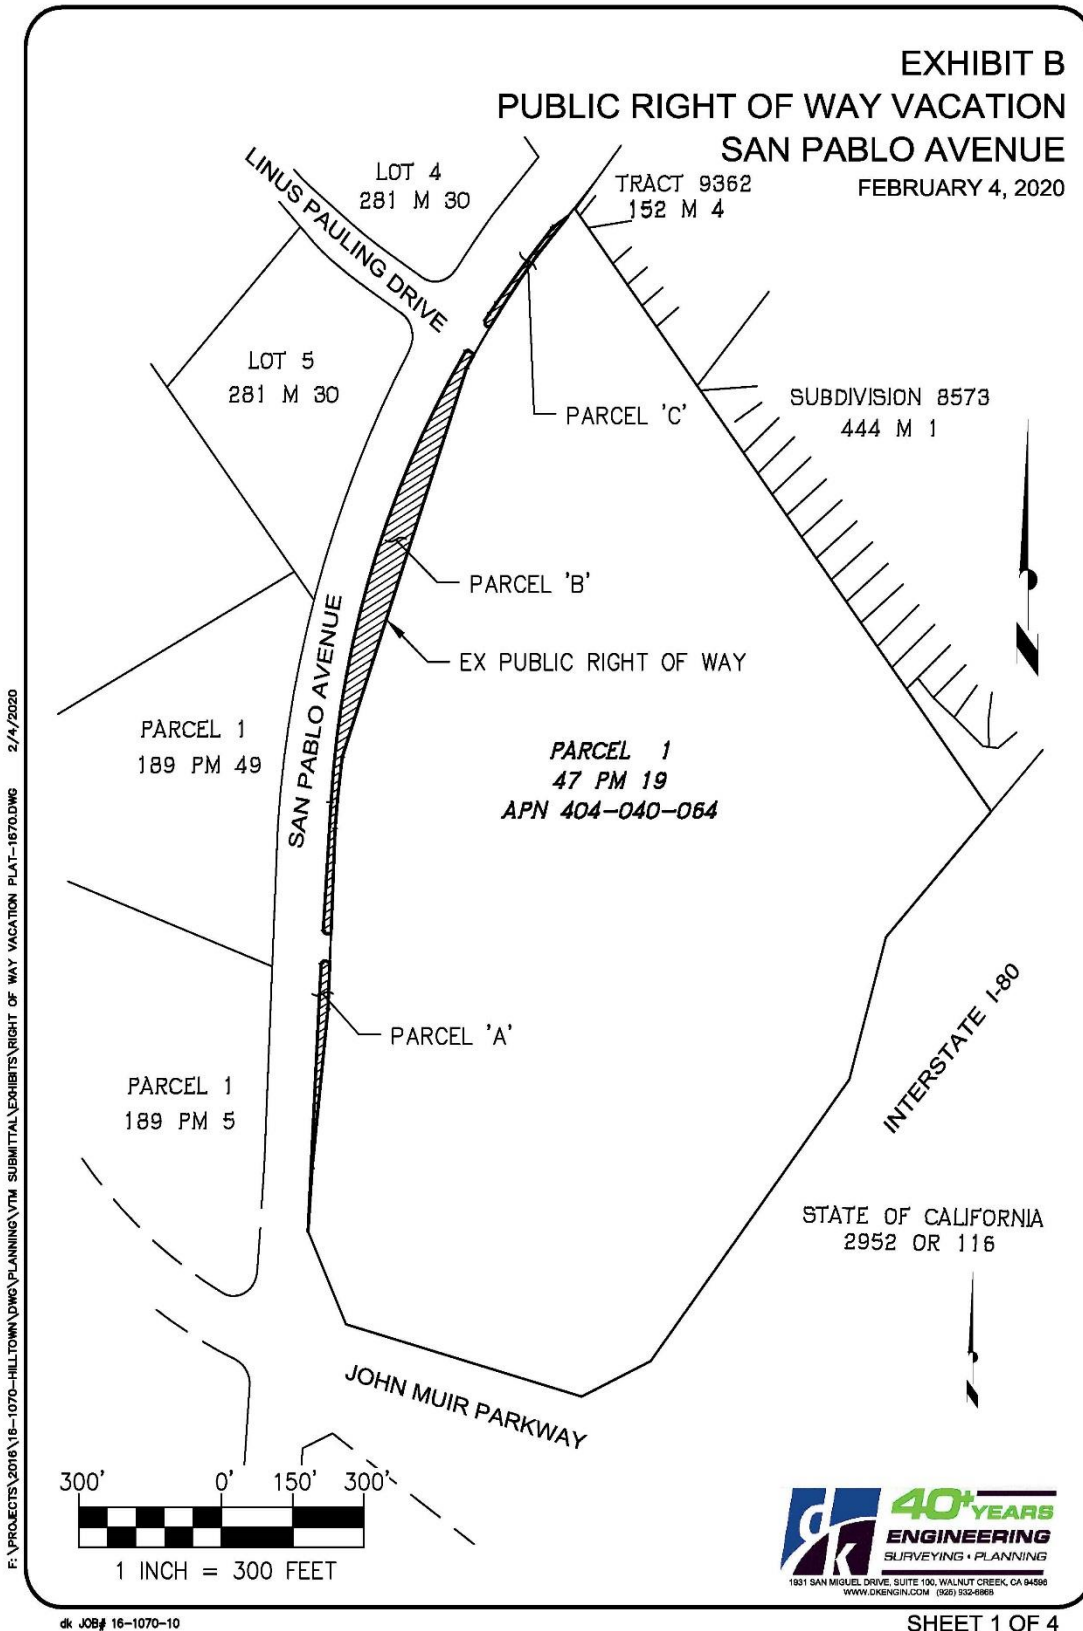 EXHIBIT B
PUBLIC RIGHT OF WAY VACATION
SAN PABLO AVENUE
FEBRUARY 4, 2020
LOT 4
281 M 30
LINUS PAULING DRIVE
TRACT 9362
152 M 4
LOT 5
281 M 30
PARCEL 'C'
SUBDIVISION 8573
444 M 1
PARCEL 'B'
EX PUBLIC RIGHT OF WAY
SAN PABLO AVENUE
PARCEL 1
189 PM 49
PARCEL 1
47 PM 19
APN 404-040-064
PARCEL 'A'
INTERSTATE I-80
PARCEL 1
189 PM 5
STATE OF CALIFORNIA
2952 OR 116
JOHN MUIR PARKWAY
300' 0' 150' 300'
1 INCH = 300 FEET
dk
40+ YEARS
ENGINEERING
SURVEYING • PLANNING
1931 SAN MIGUEL DRIVE, SUITE 100, WALNUT CREEK, CA 94596
WWW.DKENGIN.COM (925) 932-6868
F:\PROJECTS\2016\16-1070-HILLTOWN\DWG\PLANNING\VTM SUBMITTAL\EXHIBITS\RIGHT OF WAY VACATION PLAT-1670.DWG 2/4/2020
dk JOB# 16-1070-10
SHEET 1 OF 4